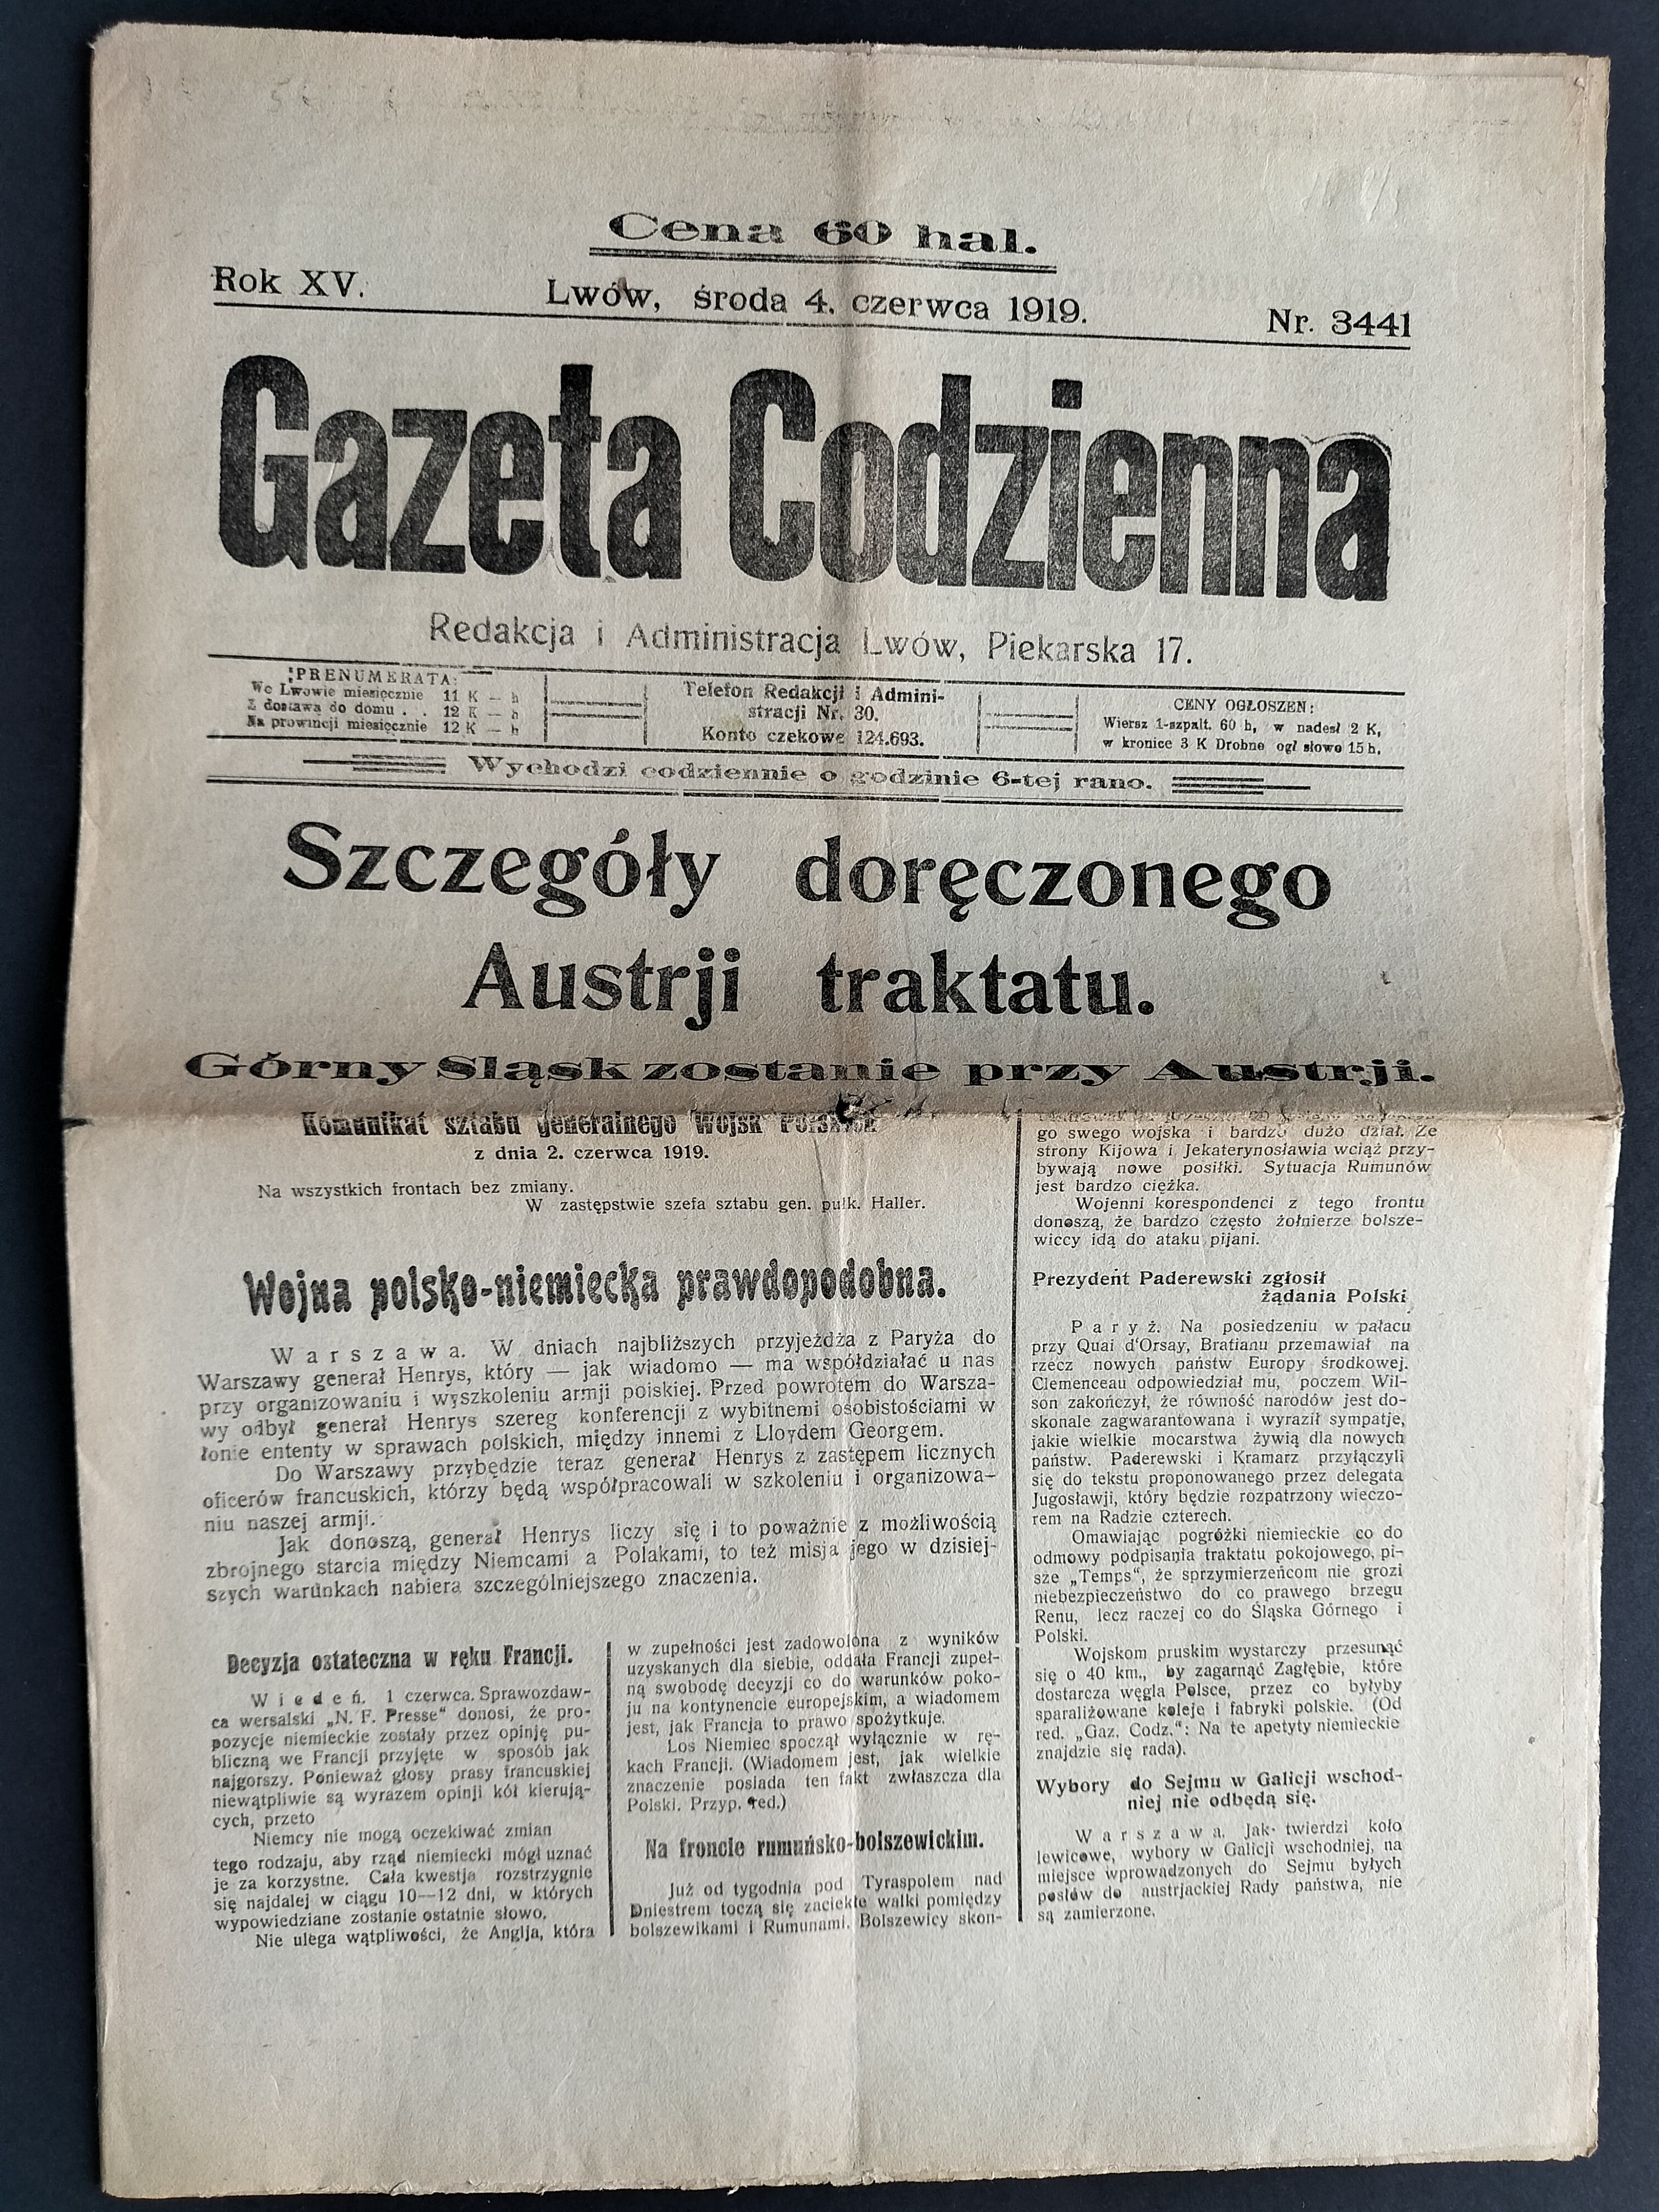 Cena 60 hal.
Rok XV.
Lwów, środa 4. czerwca 1919.
Nr. 3441
Gazeta Codzienna
Redakcja i Administracja Lwów, Piekarska 17.
PRENUMERATA:
We Lwowie miesięcznie 11 K — h
Z dostawą do domu . . 12 K — h
Na prowincji miesięcznie 12 K — h
Telefon Redakcji i Admini-
stracji Nr. 30.
Konto czekowe 124.693.
CENY OGŁOSZEŃ:
Wiersz 1-szpalt. 60 h, w nadesł 2 K,
w kronice 3 K Drobne ogł słowo 15 h.
Wychodzi codziennie o godzinie 6-tej rano.
Szczegóły doręczonego
Austrji traktatu.
Górny Sląsk zostanie przy Austrji.
Komunikat sztabu generalnego Wojsk Polskich
z dnia 2. czerwca 1919.
Na wszystkich frontach bez zmiany.
W zastępstwie szefa sztabu gen. pułk. Haller.
Wojna polsko-niemiecka prawdopodobna.
Warszawa. W dniach najbliższych przyjeżdża z Paryża do
Warszawy generał Henrys, który — jak wiadomo — ma współdziałać u nas
przy organizowaniu i wyszkoleniu armji polskiej. Przed powrotem do Warsza-
wy odbył generał Henrys szereg konferencji z wybitnemi osobistościami w
łonie ententy w sprawach polskich, między innemi z Lloydem Georgem.
Do Warszawy przybędzie teraz generał Henrys z zastępem licznych
oficerów francuskich, którzy będą współpracowali w szkoleniu i organizowa-
niu naszej armji.
Jak donoszą, generał Henrys liczy się i to poważnie z możliwością
zbrojnego starcia między Niemcami a Polakami, to też misja jego w dzisiej-
szych warunkach nabiera szczególniejszego znaczenia.
Decyzja ostateczna w ręku Francji.
Wiedeń. 1 czerwca. Sprawozdaw-
ca wersalski „N. F. Presse“ donosi, że pro-
pozycje niemieckie zostały przez opinję pu-
bliczną we Francji przyjęte w sposób jak
najgorszy. Ponieważ głosy prasy francuskiej
niewątpliwie są wyrazem opinji kół kierują-
cych, przeto
Niemcy nie mogą oczekiwać zmian
tego rodzaju, aby rząd niemiecki mógł uznać
je za korzystne. Cała kwestja rozstrzygnie
się najdalej w ciągu 10—12 dni, w których
wypowiedziane zostanie ostatnie słowo.
Nie ulega wątpliwości, że Anglja, która
w zupełności jest zadowolona z wyników
uzyskanych dla siebie, oddała Francji zupeł-
ną swobodę decyzji co do warunków poko-
ju na kontynencie europejskim, a wiadomem
jest, jak Francja to prawo spożytkuje.
Los Niemiec spoczął wyłącznie w rę-
kach Francji. (Wiadomem jest, jak wielkie
znaczenie posiada ten fakt zwłaszcza dla
Polski. Przyp. red.)
Na froncie rumuńsko-bolszewickim.
Już od tygodnia pod Tyraspolem nad
Dniestrem toczą się zaciekłe walki pomiędzy
bolszewikami i Rumunami. Bolszewicy skon-
go swego wojska i bardzo dużo dział. Ze
strony Kijowa i Jekaterynosławia wciąż przy-
bywają nowe posiłki. Sytuacja Rumunów
jest bardzo ciężka.
Wojenni korespondenci z tego frontu
donoszą, że bardzo często żołnierze bolsze-
wiccy idą do ataku pijani.
Prezydent Paderewski zgłosił
żądania Polski
Paryż. Na posiedzeniu w pałacu
przy Quai d'Orsay, Bratianu przemawiał na
rzecz nowych państw Europy środkowej.
Clemenceau odpowiedział mu, poczem Wil-
son zakończył, że równość narodów jest do-
skonale zagwarantowana i wyraził sympatje,
jakie wielkie mocarstwa żywią dla nowych
państw. Paderewski i Kramarz przyłączyli
się do tekstu proponowanego przez delegata
Jugosławji, który będzie rozpatrzony wieczo-
rem na Radzie czterech.
Omawiając pogróżki niemieckie co do
odmowy podpisania traktatu pokojowego, pi-
sze „Temps“, że sprzymierzeńcom nie grozi
niebezpieczeństwo do co prawego brzegu
Renu, lecz raczej co do Śląska Górnego i
Polski.
Wojskom pruskim wystarczy przesunąć
się o 40 km., by zagarnąć Zagłębie, które
dostarcza węgla Polsce, przez co byłyby
sparaliżowane koleje i fabryki polskie. (Od
red. „Gaz. Codz.“: Na te apetyty niemieckie
znajdzie się rada).
Wybory do Sejmu w Galicji wschod-
niej nie odbędą się.
Warszawa. Jak twierdzi koło
lewicowe, wybory w Galicji wschodniej, na
miejsce wprowadzonych do Sejmu byłych
posłów do austrjackiej Rady państwa, nie
są zamierzone.